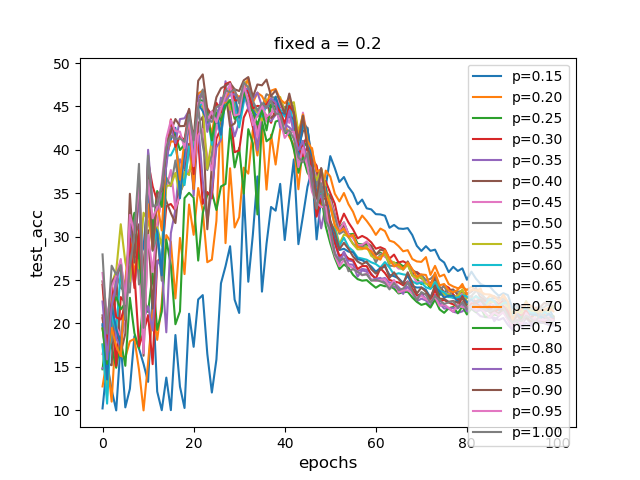 fixed a = 0.2
50
45
40
35
30
25
20
15
10
test_acc
0
20
40
60
80
100
epochs
p=0.15
p=0.20
p=0.25
p=0.30
p=0.35
p=0.40
p=0.45
p=0.50
p=0.55
p=0.60
p=0.65
p=0.70
p=0.75
p=0.80
p=0.85
p=0.90
p=0.95
p=1.00